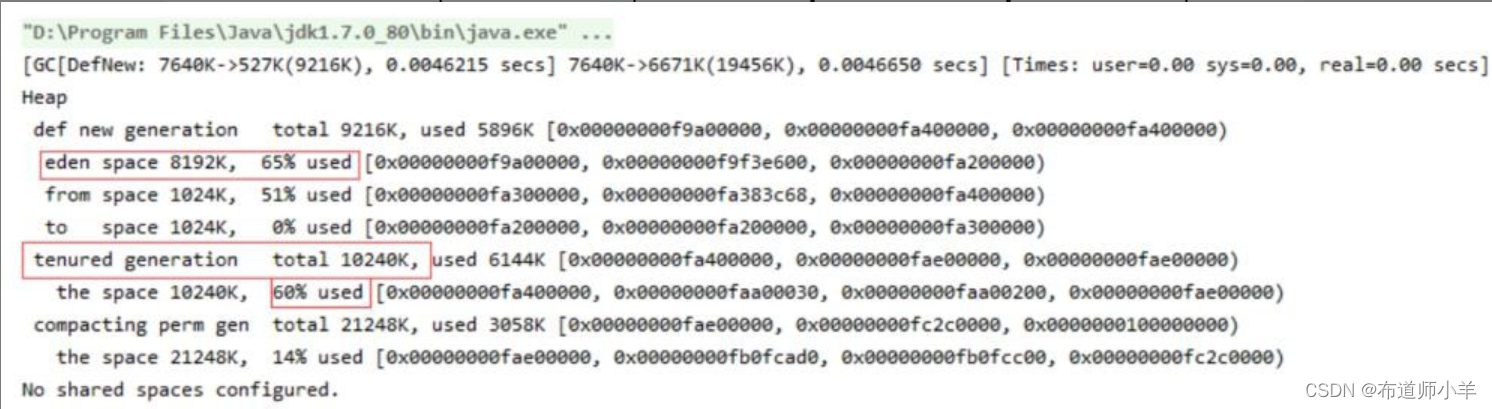 "D:\Program Files\Java\jdk1.7.0_80\bin\java.exe" ...
[GC[DefNew: 7640K->527K(9216K), 0.0046215 secs] 7640K->6671K(19456K), 0.0046650 secs] [Times: user=0.00 sys=0.00, real=0.00 secs]
Heap
def new generation   total 9216K, used 5896K [0x00000000f9a00000, 0x00000000fa400000, 0x00000000fa400000)
eden space 8192K,  65% used [0x00000000f9a00000, 0x00000000f9f3e600, 0x00000000fa200000)
from space 1024K,  51% used [0x00000000fa300000, 0x00000000fa383c68, 0x00000000fa400000)
to   space 1024K,   0% used [0x00000000fa200000, 0x00000000fa200000, 0x00000000fa300000)
tenured generation   total 10240K, used 6144K [0x00000000fa400000, 0x00000000fae00000, 0x00000000fae00000)
the space 10240K,  60% used [0x00000000fa400000, 0x00000000faa00030, 0x00000000faa00200, 0x00000000fae00000)
compacting perm gen  total 21248K, used 3058K [0x00000000fae00000, 0x00000000fc2c0000, 0x0000000100000000)
the space 21248K,  14% used [0x00000000fae00000, 0x00000000fb0fcad0, 0x00000000fb0fcc00, 0x00000000fc2c0000)
No shared spaces configured.
CSDN @布道师小羊